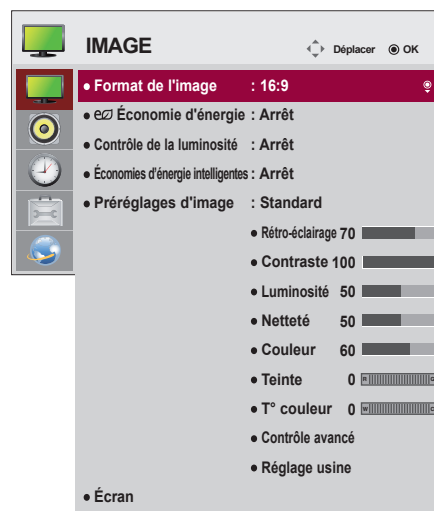 IMAGE Déplacer OK
• Format de l'image : 16:9
• Économie d'énergie : Arrêt
• Contrôle de la luminosité : Arrêt
• Économies d'énergie intelligentes : Arrêt
• Préréglages d'image : Standard
• Rétro-éclairage 70
• Contraste 100
• Luminosité 50
• Netteté 50
• Couleur 60
• Teinte 0
• T° couleur 0
• Contrôle avancé
• Réglage usine
• Écran